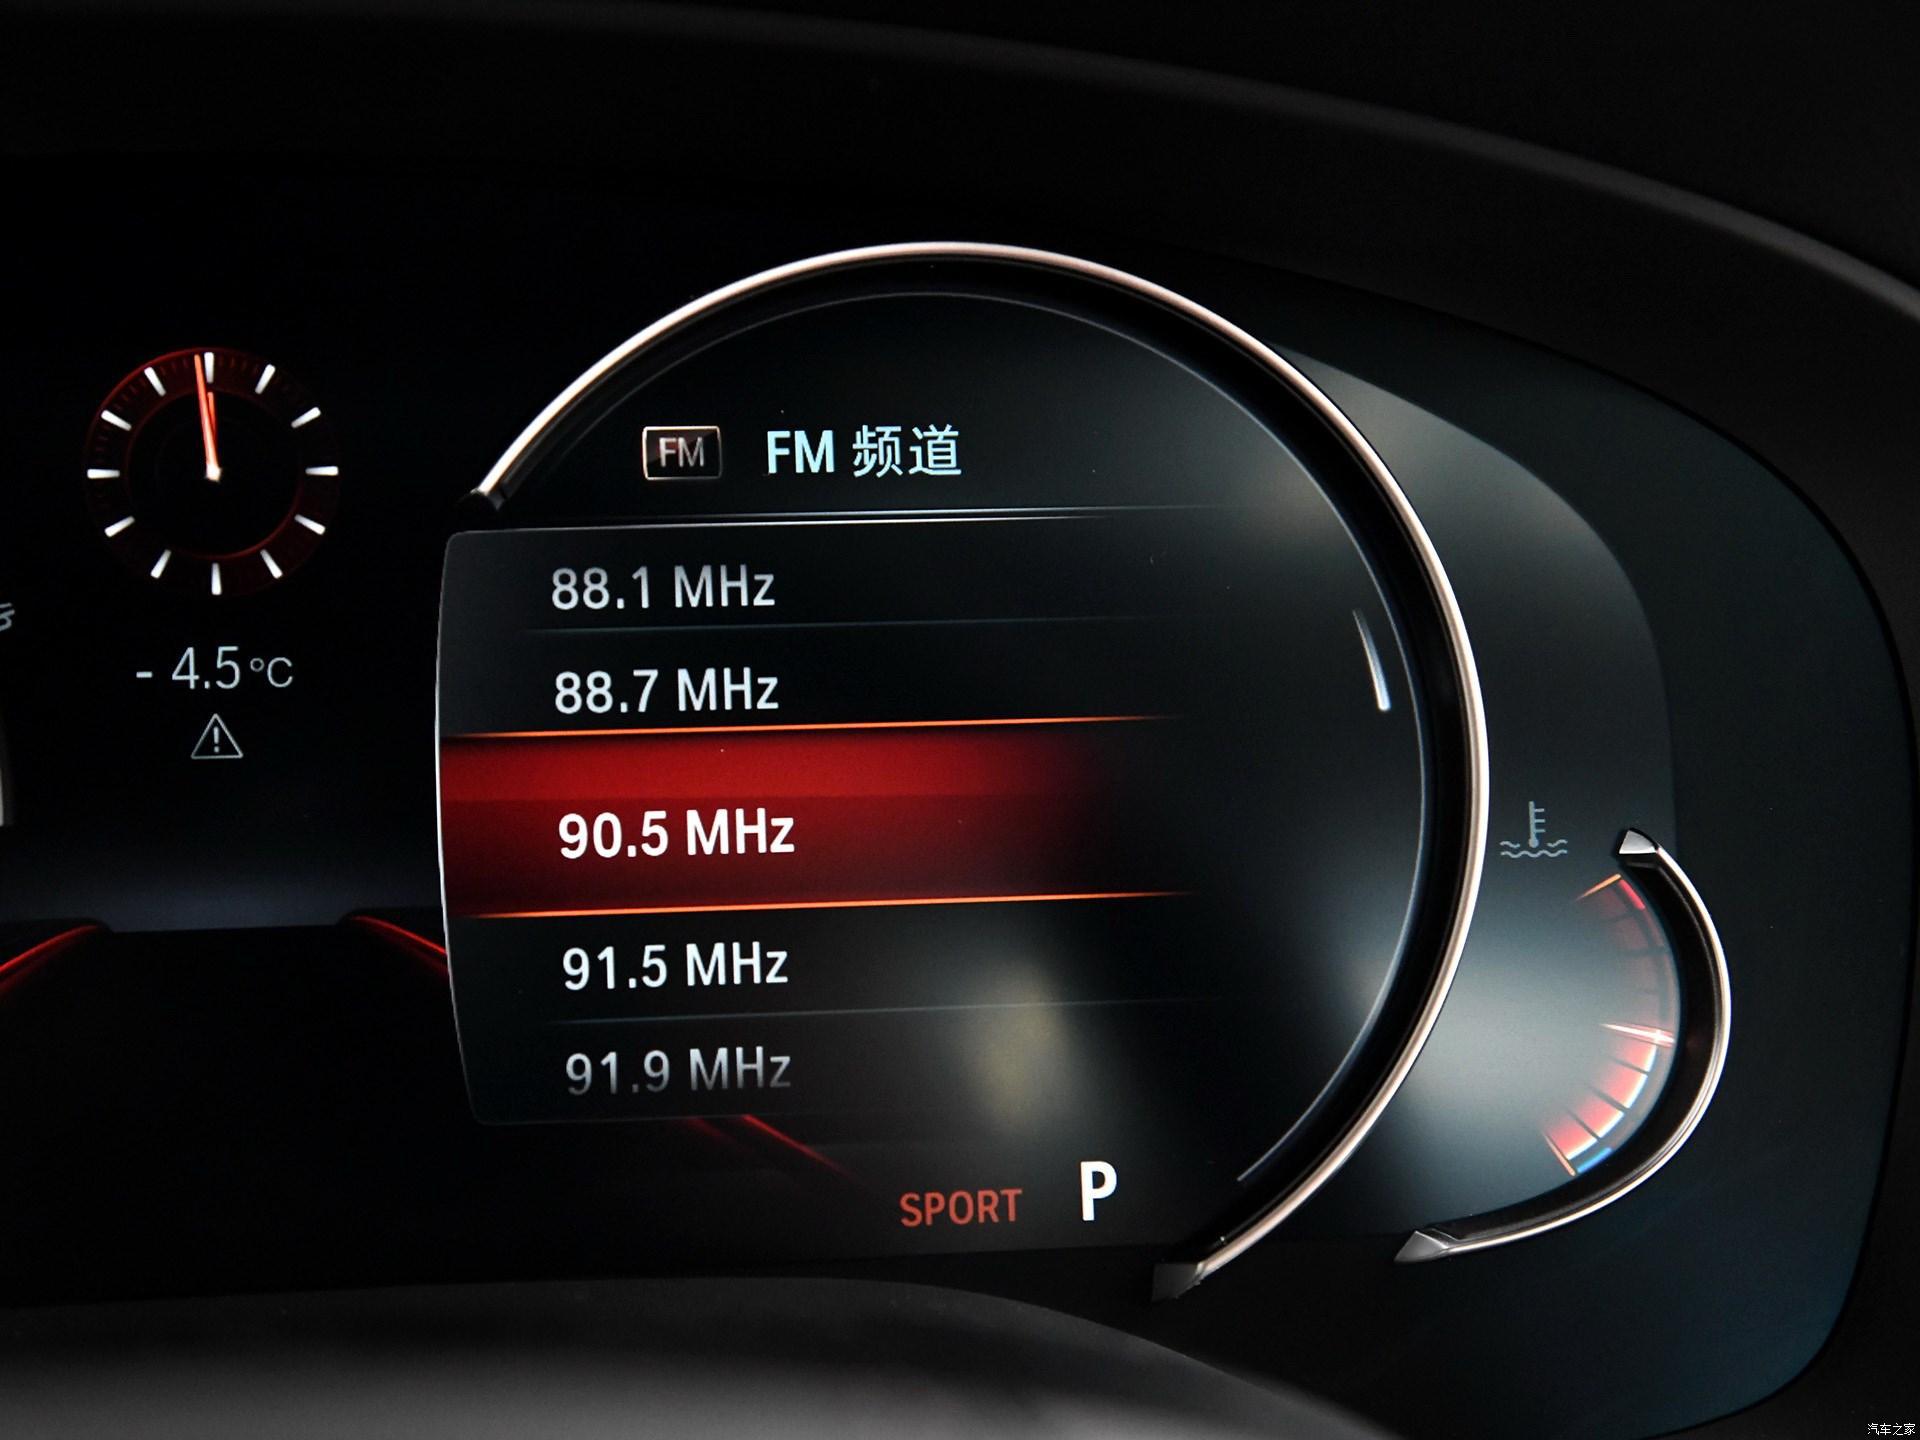 FM FM 频道
88.1 MHz
88.7 MHz
- 4.5°C
90.5 MHz
91.5 MHz
91.9 MHz
SPORT P
汽车之家